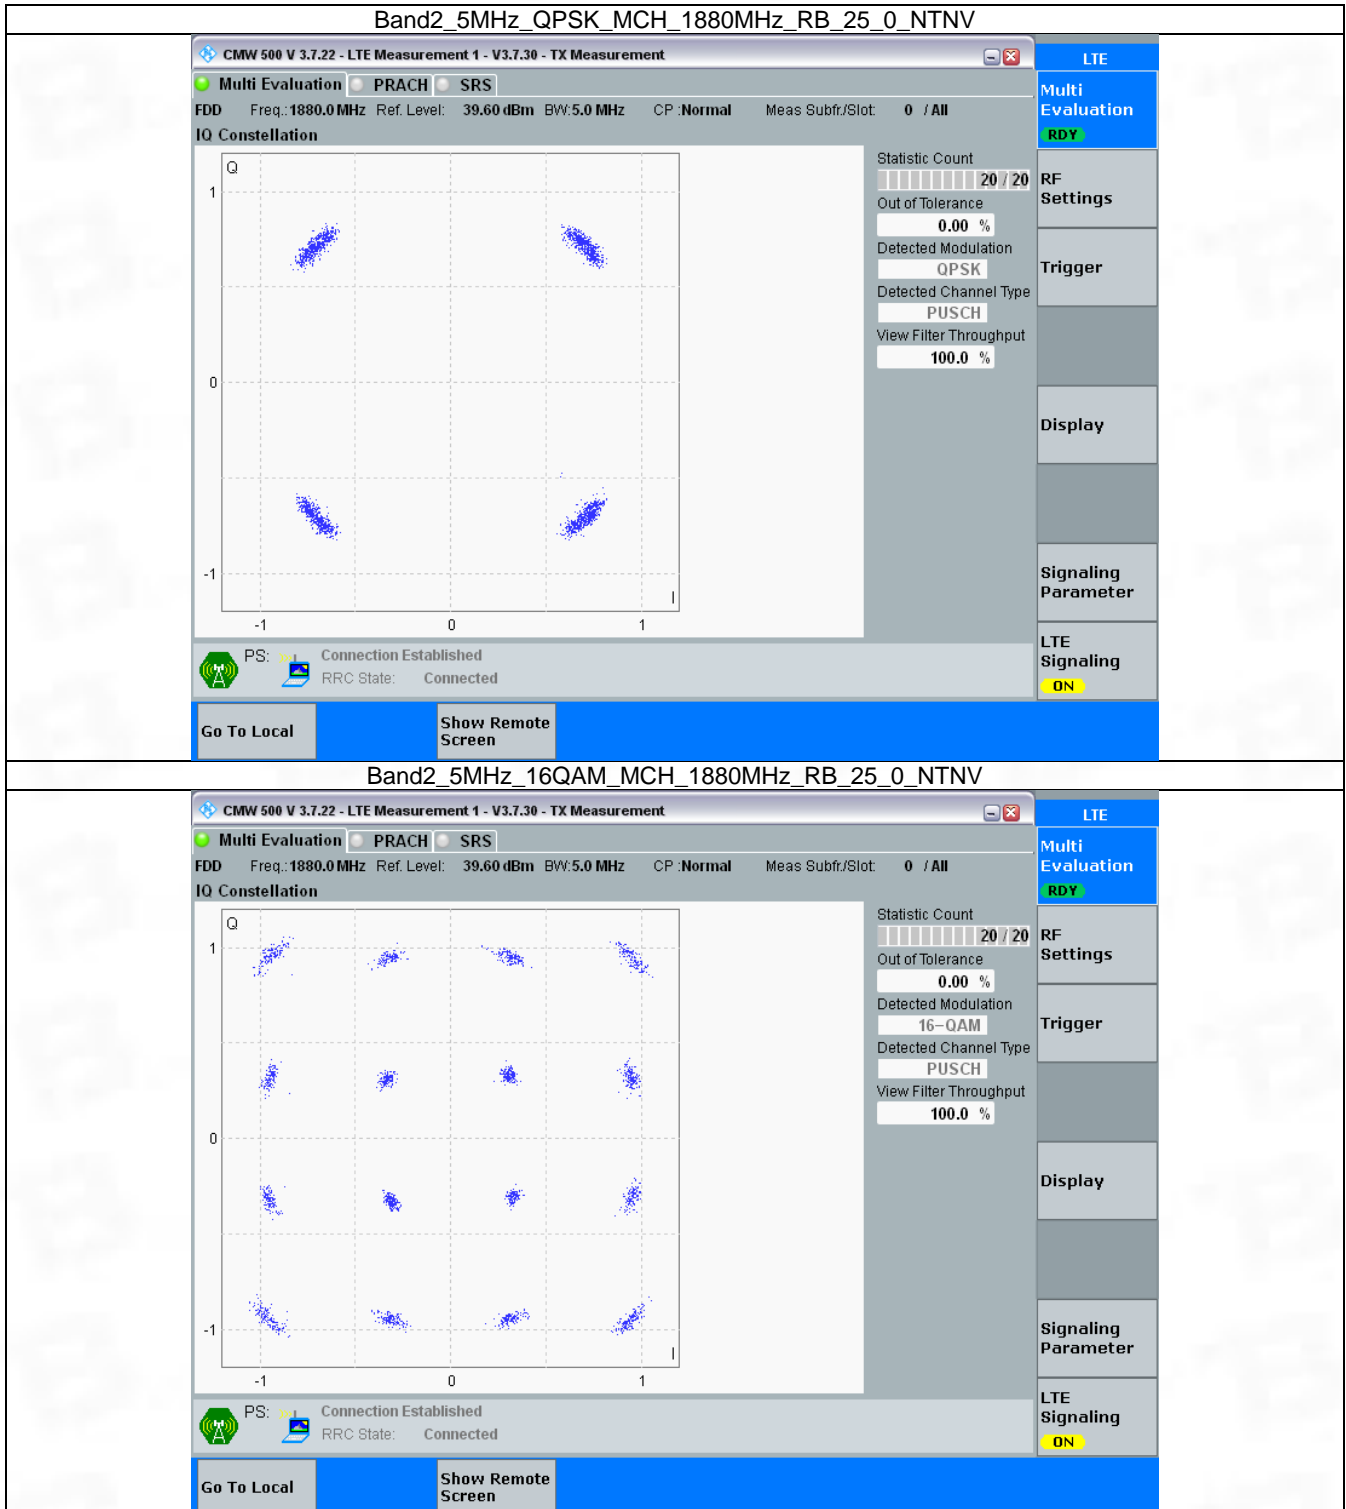 Band2_5MHz_QPSK_MCH_1880MHz_RB_25_0_NTNV
CMW 500 V 3.7.22 - LTE Measurement 1 - V3.7.30 - TX Measurement
LTE
Multi Evaluation PRACH SRS
Multi
Evaluation
RDY
FDD Freq.:1880.0 MHz Ref. Level: 39.60 dBm BW:5.0 MHz CP :Normal Meas Subfr./Slot: 0 / All
IQ Constellation
Q
1
0
-1
I
-1 0 1
Statistic Count
20 / 20
Out of Tolerance
0.00 %
Detected Modulation
QPSK
Detected Channel Type
PUSCH
View Filter Throughput
100.0 %
RF
Settings
Trigger
Display
Signaling
Parameter
LTE
Signaling
ON
PS: Connection Established
RRC State: Connected
Go To Local
Show Remote
Screen
Band2_5MHz_16QAM_MCH_1880MHz_RB_25_0_NTNV
CMW 500 V 3.7.22 - LTE Measurement 1 - V3.7.30 - TX Measurement
LTE
Multi Evaluation PRACH SRS
Multi
Evaluation
RDY
FDD Freq.:1880.0 MHz Ref. Level: 39.60 dBm BW:5.0 MHz CP :Normal Meas Subfr./Slot: 0 / All
IQ Constellation
Q
1
0
-1
I
-1 0 1
Statistic Count
20 / 20
Out of Tolerance
0.00 %
Detected Modulation
16-QAM
Detected Channel Type
PUSCH
View Filter Throughput
100.0 %
RF
Settings
Trigger
Display
Signaling
Parameter
LTE
Signaling
ON
PS: Connection Established
RRC State: Connected
Go To Local
Show Remote
Screen